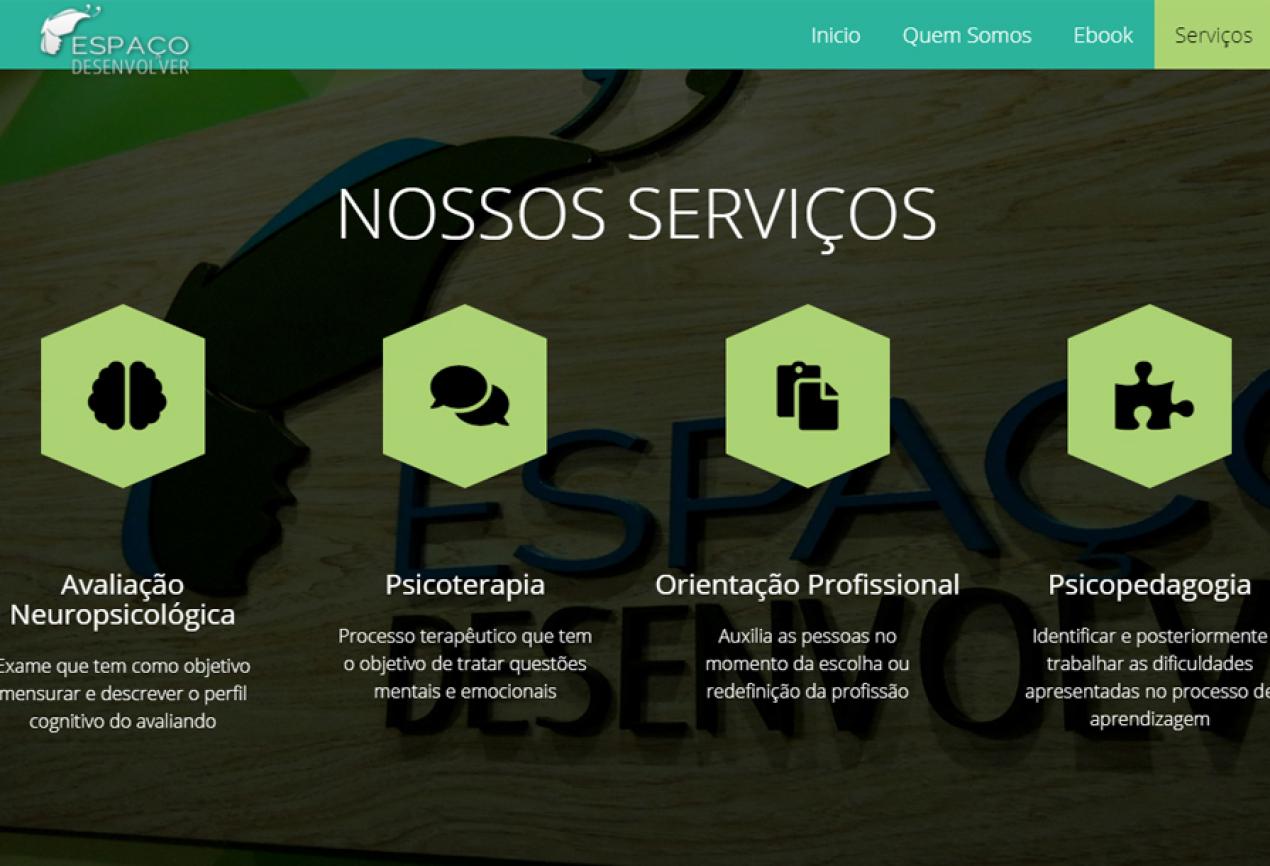 ESPAÇO
DESENVOLVER
Inicio
Quem Somos
Ebook
Serviços
NOSSOS SERVIÇOS
Avaliação
Neuropsicológica
Exame que tem como objetivo
mensurar e descrever o perfil
cognitivo do avaliando
Psicoterapia
Processo terapêutico que tem
o objetivo de tratar questões
mentais e emocionais
Orientação Profissional
Auxilia as pessoas no
momento da escolha ou
redefinição da profissão
Psicopedagogia
Identificar e posteriormente
trabalhar as dificuldades
apresentadas no processo de
aprendizagem
ESPAÇO
DESENVOLV